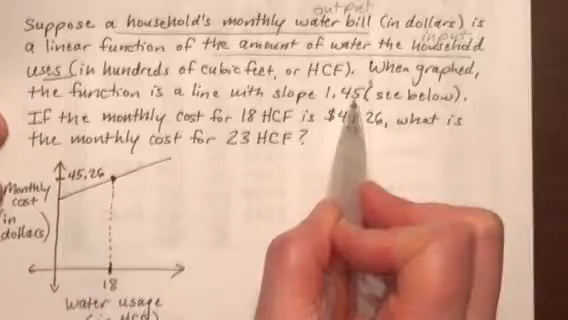 output
Suppose a household's monthly water bill (in dollars) is
input
a linear function of the amount of water the household
uses (in hundreds of cubic feet, or HCF). When graphed,
the function is a line with slope 1.45 (see below).
If the monthly cost for 18 HCF is 26, what is
the monthly cost for 23 HCF?
45.26
Monthly
cost
(in
dollars)
18
Water usage
(in HCF)